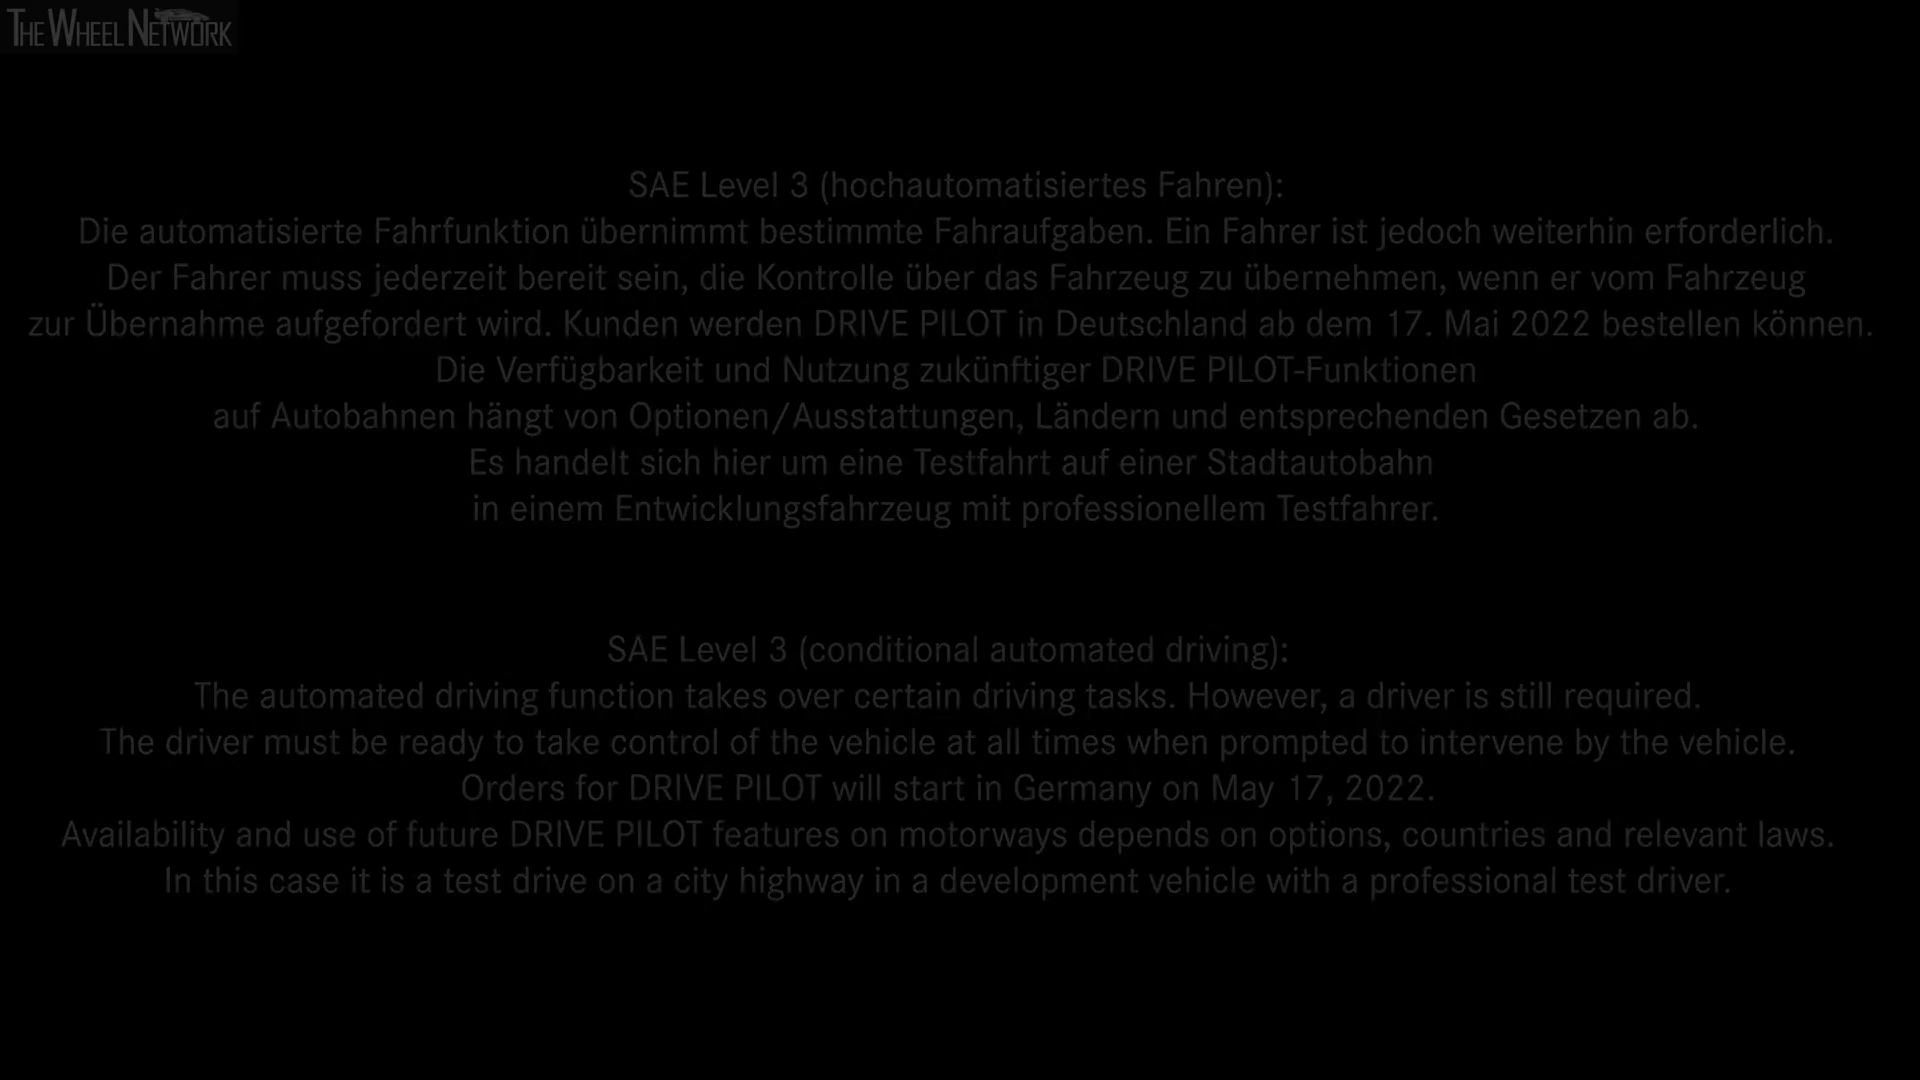 THE WHEEL NETWORK
SAE Level 3 (hochautomatisiertes Fahren):
Die automatisierte Fahrfunktion übernimmt bestimmte Fahraufgaben. Ein Fahrer ist jedoch weiterhin erforderlich.
Der Fahrer muss jederzeit bereit sein, die Kontrolle über das Fahrzeug zu übernehmen, wenn er vom Fahrzeug
zur Übernahme aufgefordert wird. Kunden werden DRIVE PILOT in Deutschland ab dem 17. Mai 2022 bestellen können.
Die Verfügbarkeit und Nutzung zukünftiger DRIVE PILOT-Funktionen
auf Autobahnen hängt von Optionen/Ausstattungen, Ländern und entsprechenden Gesetzen ab.
Es handelt sich hier um eine Testfahrt auf einer Stadtautobahn
in einem Entwicklungsfahrzeug mit professionellem Testfahrer.
SAE Level 3 (conditional automated driving):
The automated driving function takes over certain driving tasks. However, a driver is still required.
The driver must be ready to take control of the vehicle at all times when prompted to intervene by the vehicle.
Orders for DRIVE PILOT will start in Germany on May 17, 2022.
Availability and use of future DRIVE PILOT features on motorways depends on options, countries and relevant laws.
In this case it is a test drive on a city highway in a development vehicle with a professional test driver.